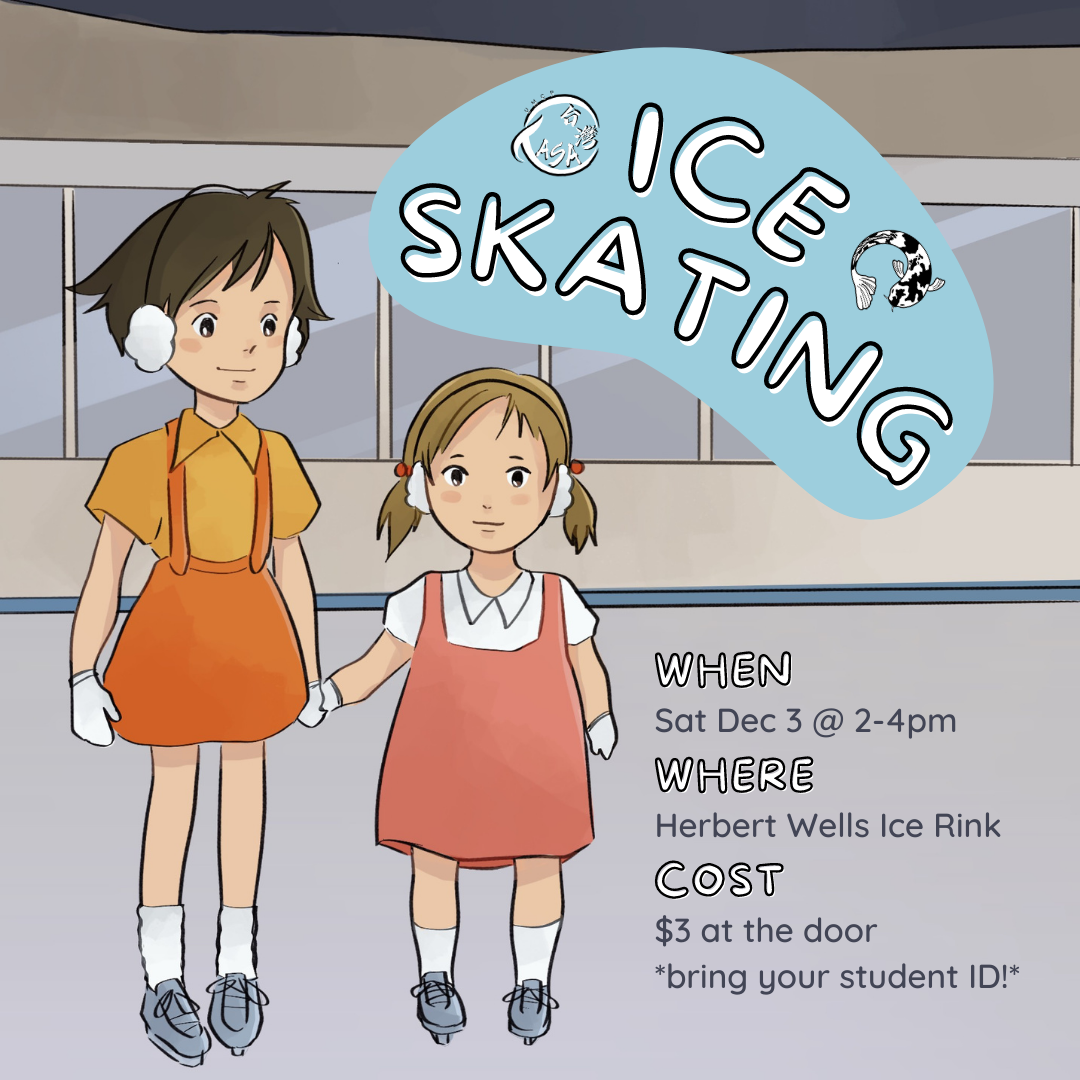 UMCP
台灣
TASA
ICE
SKATING
WHEN
Sat Dec 3 @ 2-4pm
WHERE
Herbert Wells Ice Rink
COST
$3 at the door
*bring your student ID!*